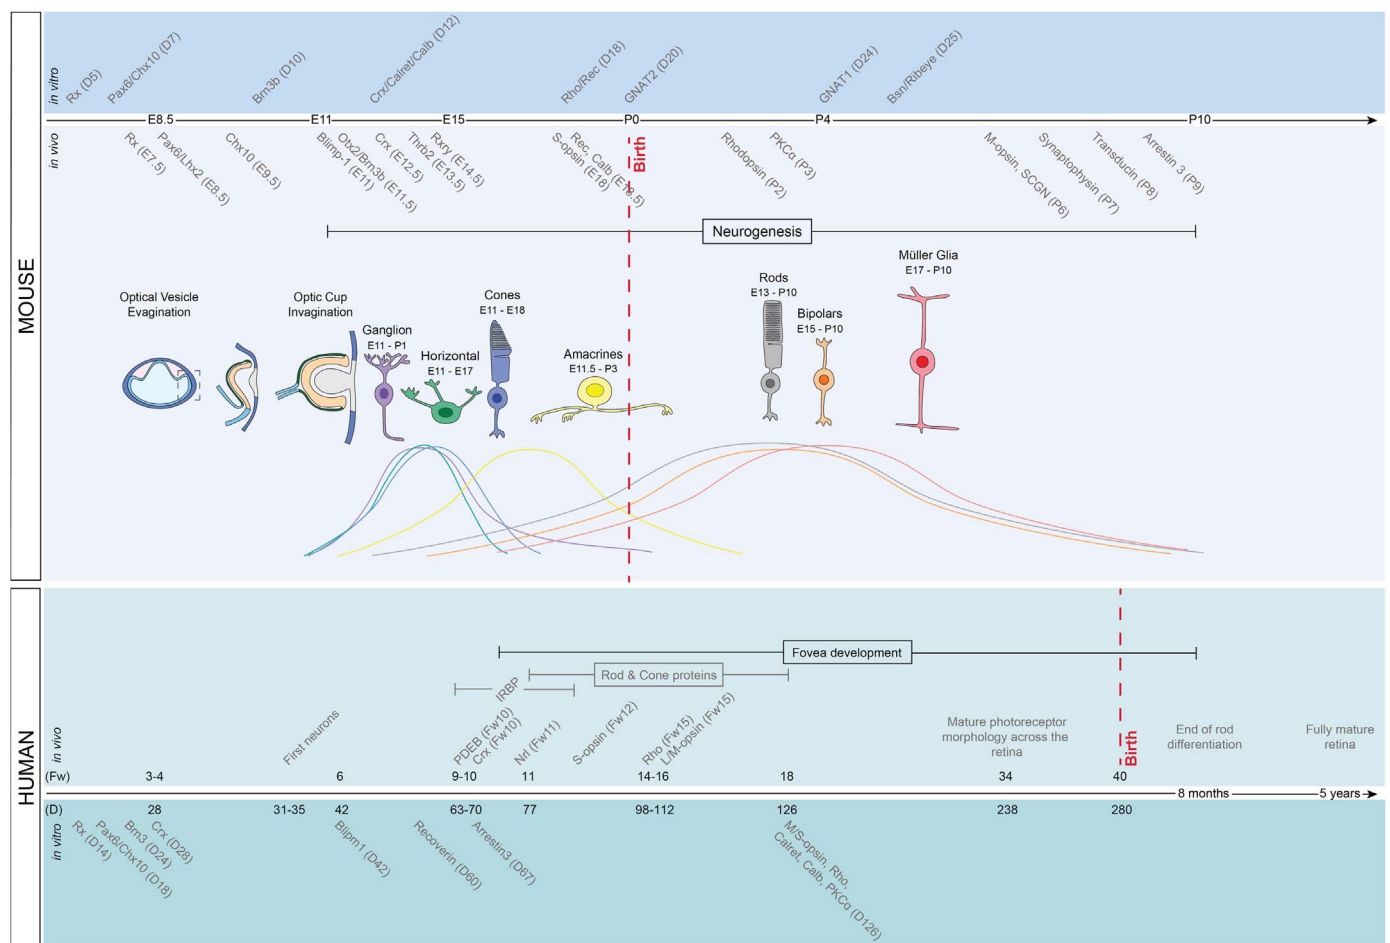 MOUSE
in vitro
Rx (D5)
Pax6/Chx10 (D7)
Brn3b (D10)
Crx/Calret/Calb (D12)
Rho/Rec (D18)
GNAT2 (D20)
GNAT1 (D24)
Bsn/Ribeye (D25)
E8.5
E11
E15
P0
P4
P10
in vivo
Rx (E7.5)
Pax6/Lhx2 (E8.5)
Chx10 (E9.5)
Blimp-1 (E11)
Otx2/Brn3b (E11.5)
Crx (E12.5)
Thrb2 (E13.5)
Rxrγ (E14.5)
S-opsin (E18)
Rec, Calb (E18.5)
Birth
Rhodopsin (P2)
PKCα (P3)
M-opsin, SCGN (P6)
Synaptophysin (P7)
Transducin (P8)
Arrestin 3 (P9)
Neurogenesis
Optical Vesicle
Evagination
Optic Cup
Invagination
Ganglion
E11 - P1
Horizontal
E11 - E17
Cones
E11 - E18
Amacrines
E11.5 - P3
Rods
E13 - P10
Bipolars
E15 - P10
Müller Glia
E17 - P10
HUMAN
Fovea development
Rod & Cone proteins
IRBP
in vivo
First neurons
PDEB (Fw10)
Crx (Fw10)
Nrl (Fw11)
S-opsin (Fw12)
Rho (Fw15)
L/M-opsin (Fw15)
Mature photoreceptor
morphology across the
retina
Birth
End of rod
differentiation
Fully mature
retina
(Fw)
3-4
6
9-10
11
14-16
18
34
40
8 months
5 years
(D)
28
31-35
42
63-70
77
98-112
126
238
280
in vitro
Rx (D14)
Pax6/Chx10 (D18)
Brn3 (D24)
Crx (D28)
Blipm1 (D42)
Recoverin (D60)
Arrestin3 (D67)
M/S-opsin, Rho,
Calret, Calb, PKCα (D126)